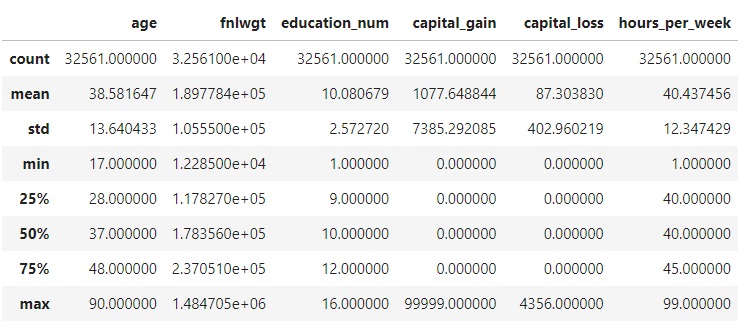 age fnlwgt education_num capital_gain capital_loss hours_per_week
count 32561.000000 3.256100e+04 32561.000000 32561.000000 32561.000000 32561.000000
mean 38.581647 1.897784e+05 10.080679 1077.648844 87.303830 40.437456
std 13.640433 1.055500e+05 2.572720 7385.292085 402.960219 12.347429
min 17.000000 1.228500e+04 1.000000 0.000000 0.000000 1.000000
25% 28.000000 1.178270e+05 9.000000 0.000000 0.000000 40.000000
50% 37.000000 1.783560e+05 10.000000 0.000000 0.000000 40.000000
75% 48.000000 2.370510e+05 12.000000 0.000000 0.000000 45.000000
max 90.000000 1.484705e+06 16.000000 99999.000000 4356.000000 99.000000